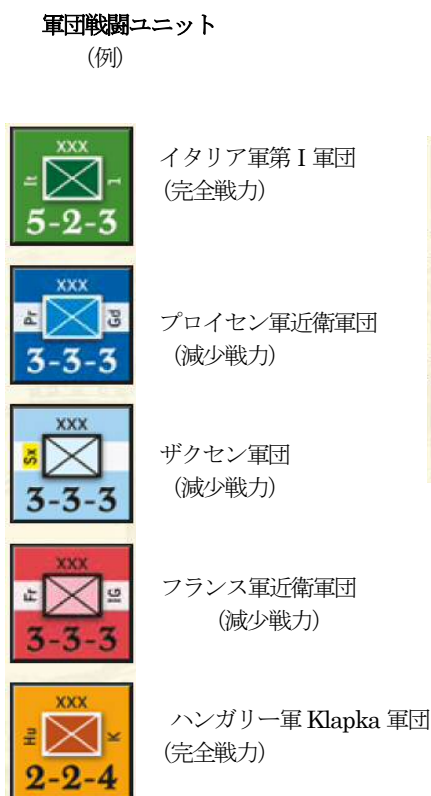 軍団戦闘ユニット
(例)
XXX
It 1
5-2-3
イタリア軍第 I 軍団
(完全戦力)
XXX
Pr Gd
3-3-3
プロイセン軍近衛軍団
(減少戦力)
XXX
Sx
3-3-3
ザクセン軍団
(減少戦力)
XXX
Fr IG
3-3-3
フランス軍近衛軍団
(減少戦力)
XXX
Hu K
2-2-4
ハンガリー軍 Klapka 軍団
(完全戦力)